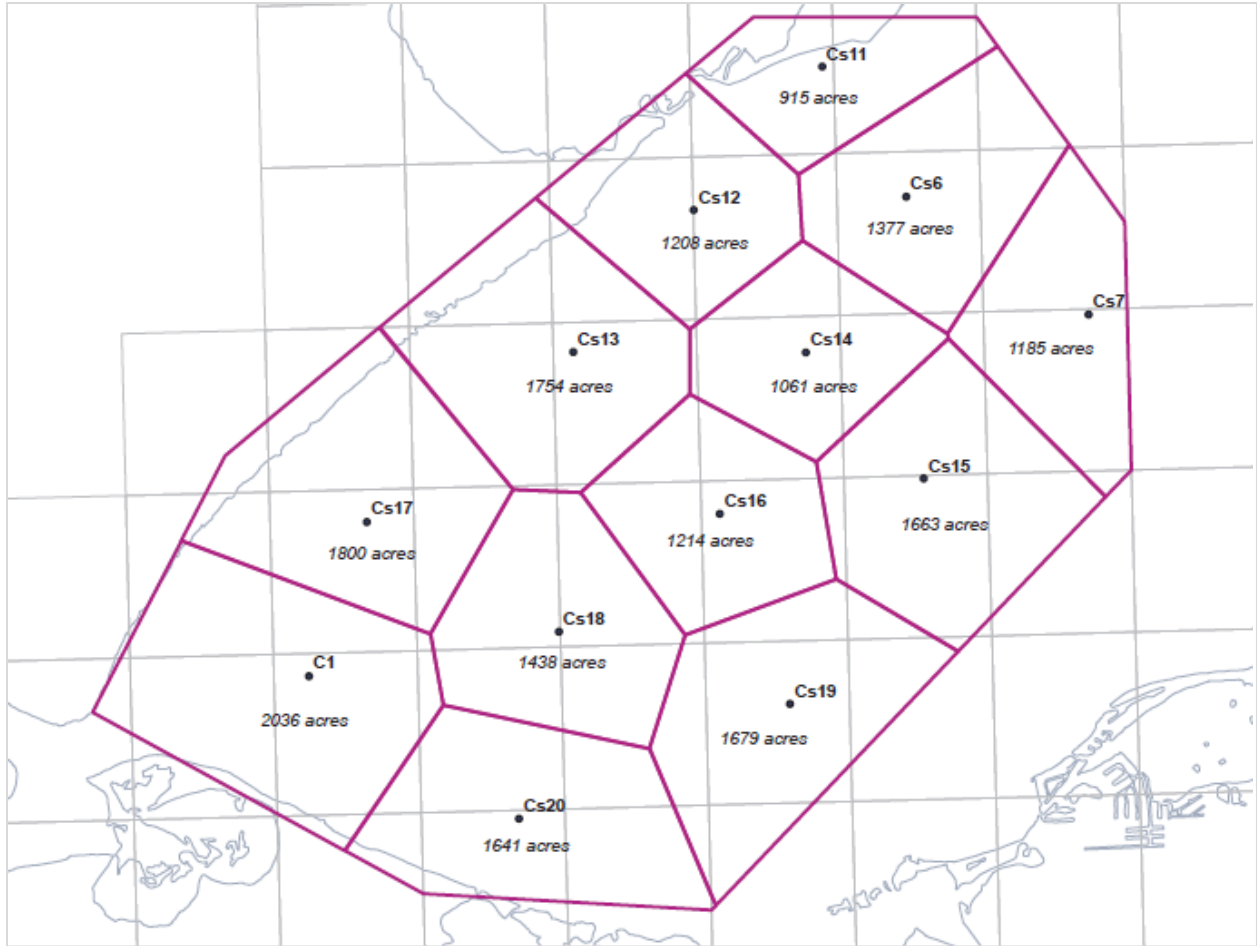 Cs11
915 acres
Cs6
1377 acres
Cs12
1208 acres
Cs7
1185 acres
Cs13
1754 acres
Cs14
1061 acres
Cs15
1663 acres
Cs16
1214 acres
Cs17
1800 acres
Cs18
1438 acres
C1
2036 acres
Cs19
1679 acres
Cs20
1641 acres